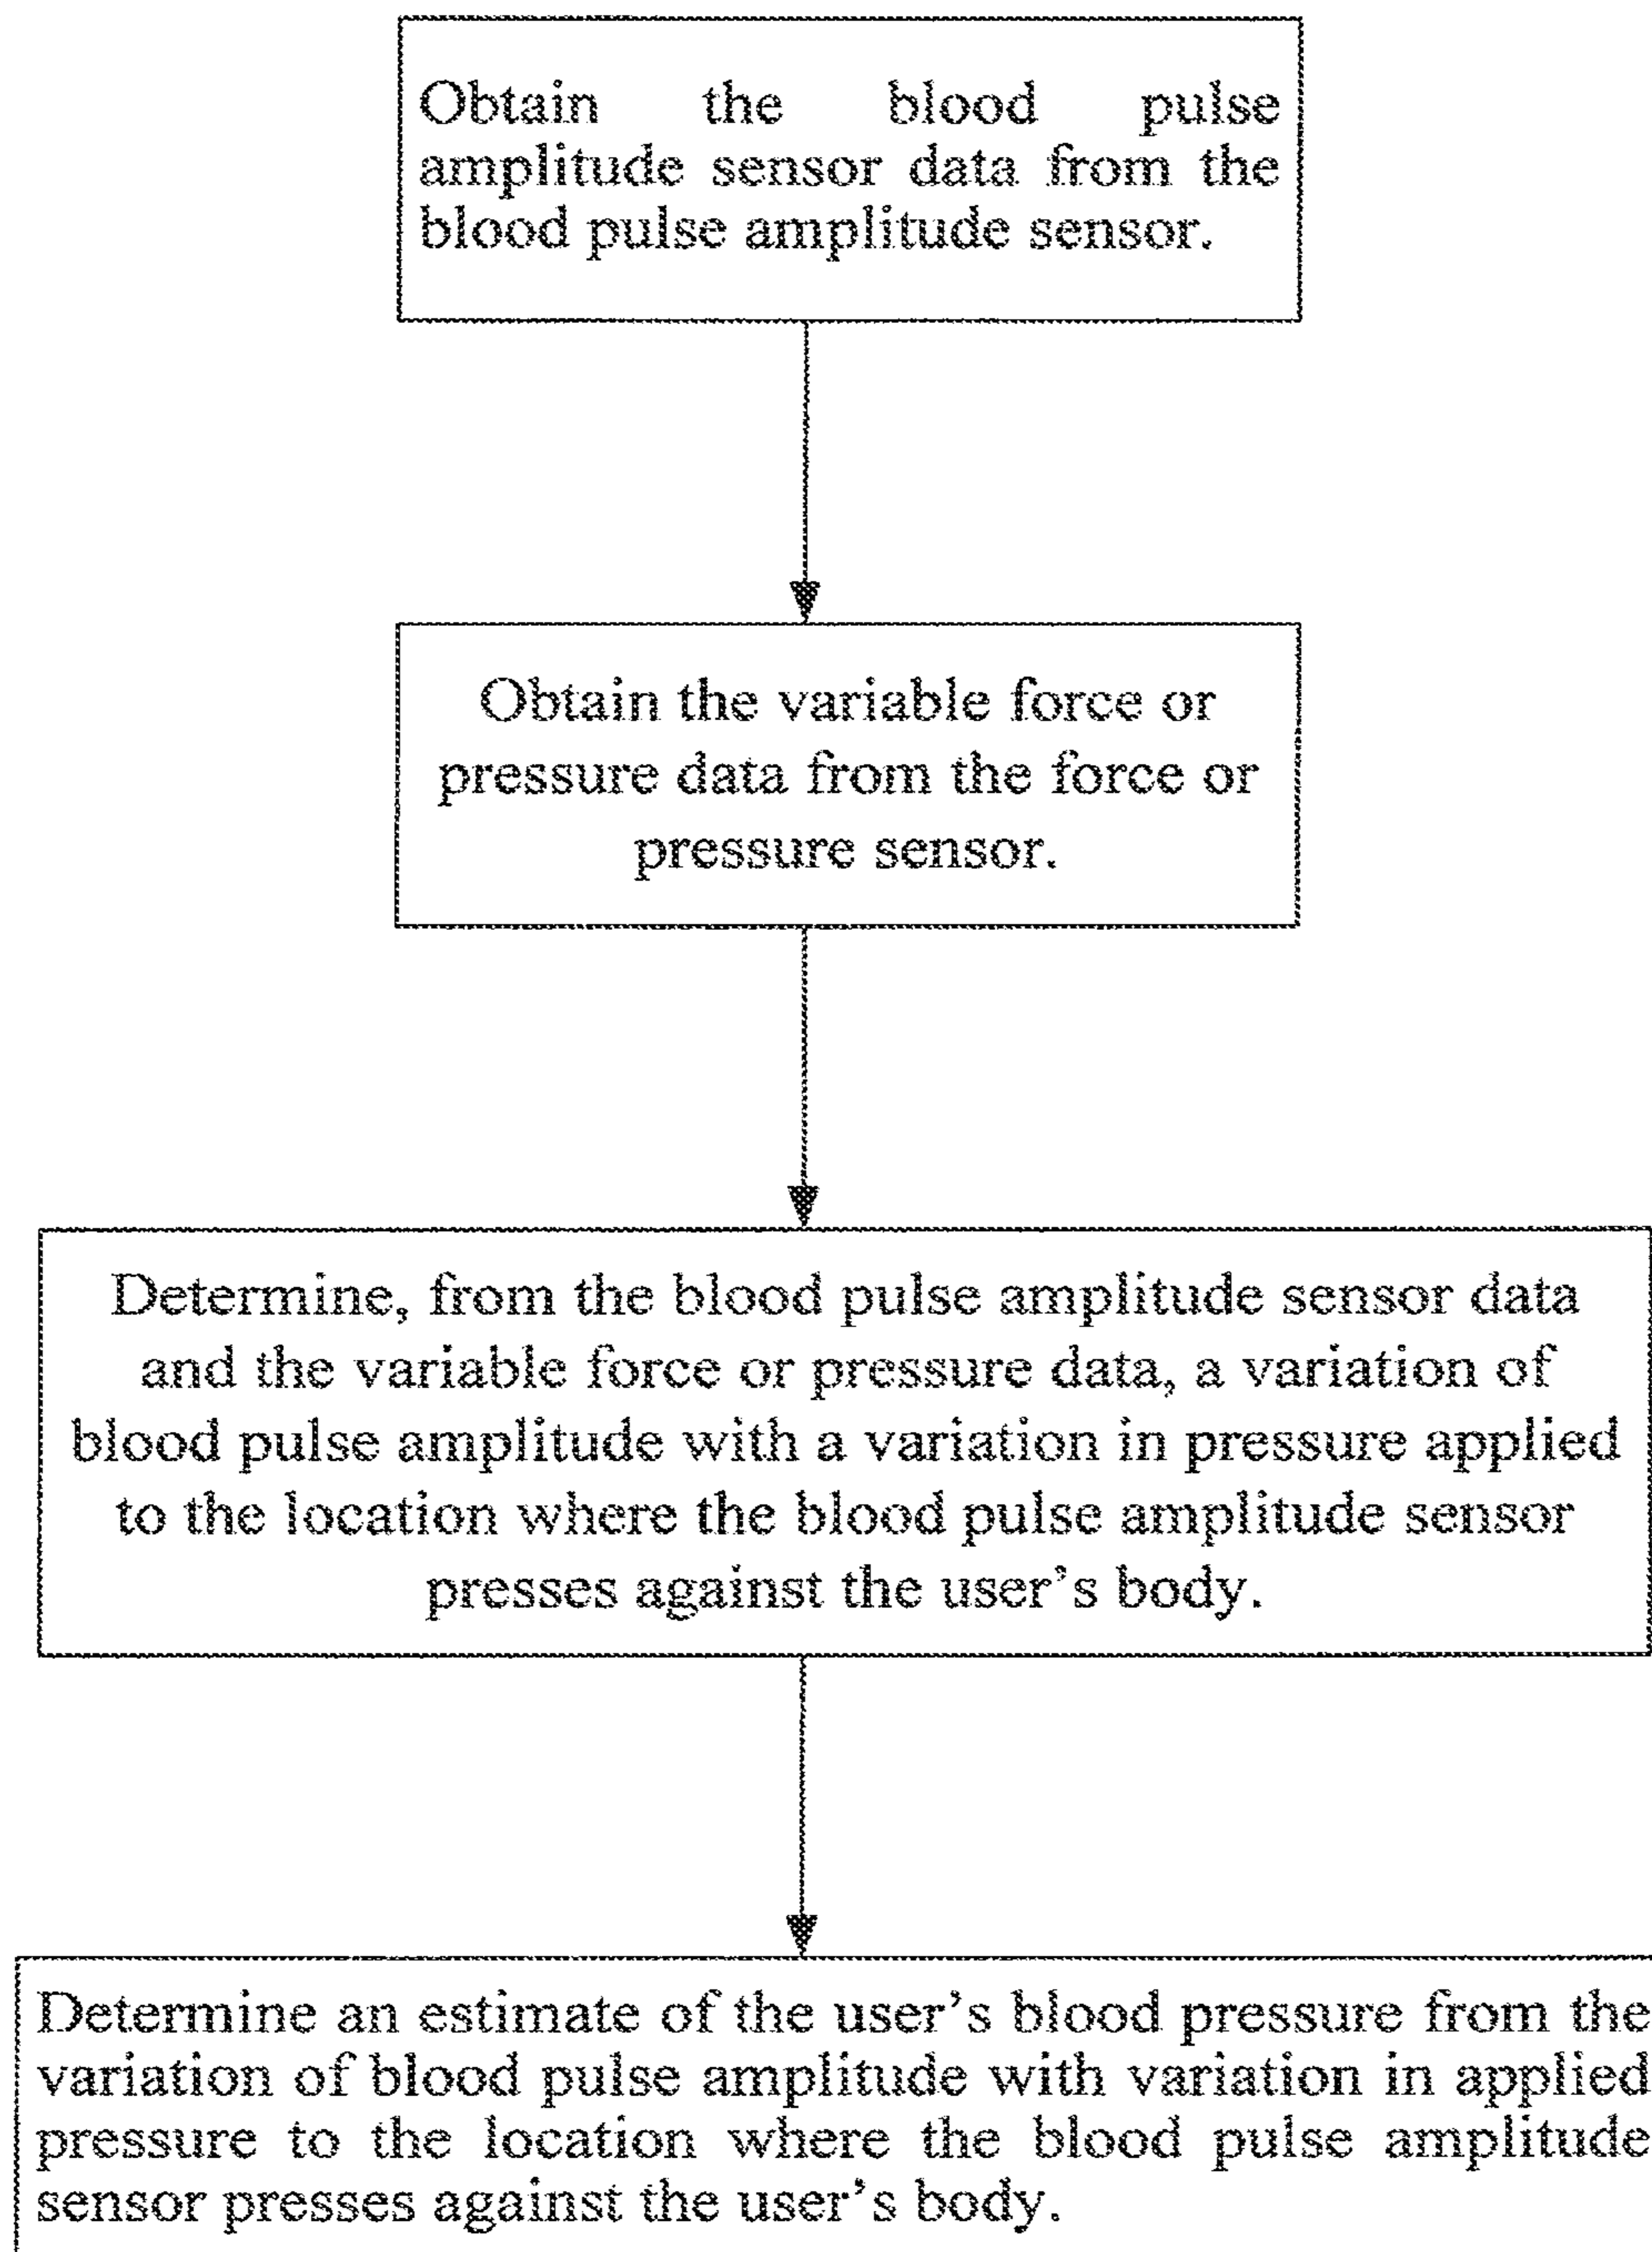 Obtain the blood pulse
amplitude sensor data from the
blood pulse amplitude sensor.
Obtain the variable force or
pressure data from the force or
pressure sensor.
Determine, from the blood pulse amplitude sensor data
and the variable force or pressure data, a variation of
blood pulse amplitude with a variation in pressure applied
to the location where the blood pulse amplitude sensor
presses against the user’s body.
Determine an estimate of the user’s blood pressure from the
variation of blood pulse amplitude with variation in applied
pressure to the location where the blood pulse amplitude
sensor presses against the user’s body.